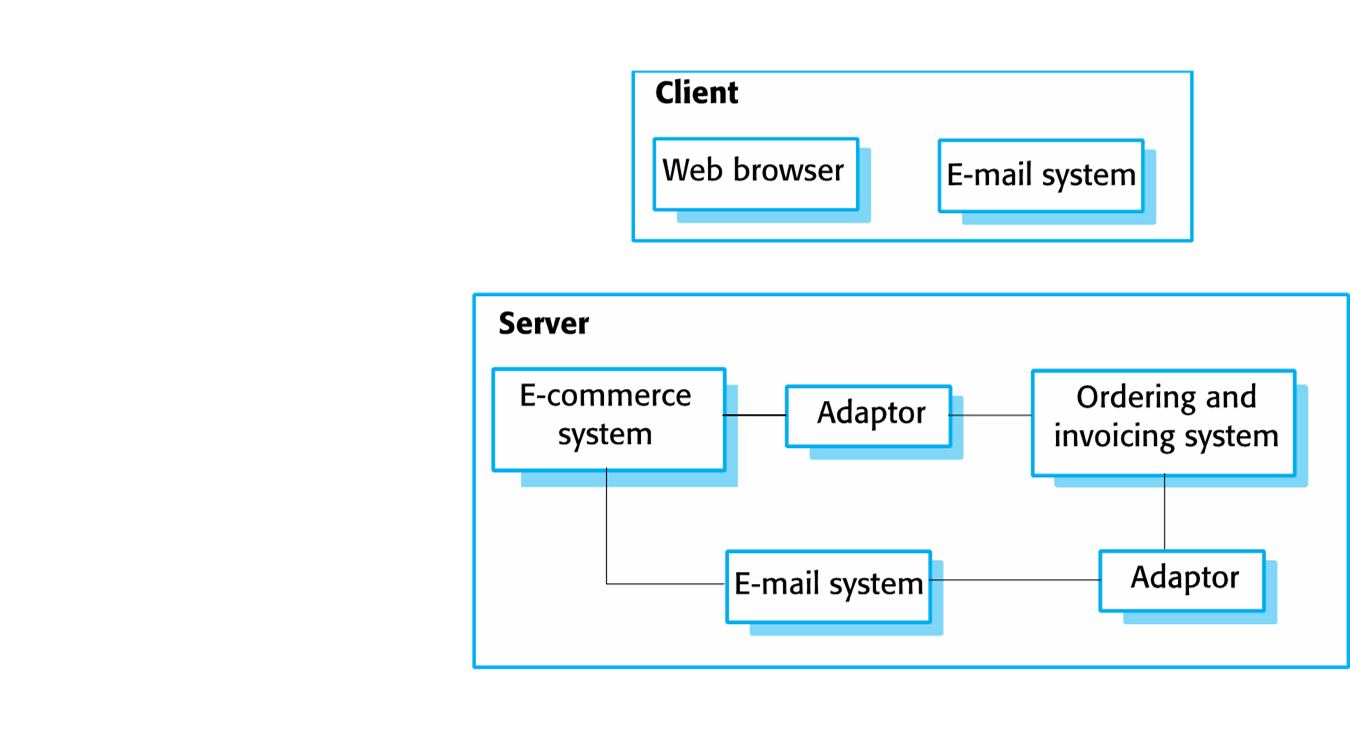 Client
Web browser
E-mail system
Server
E-commerce
system
Adaptor
Ordering and
invoicing system
E-mail system
Adaptor